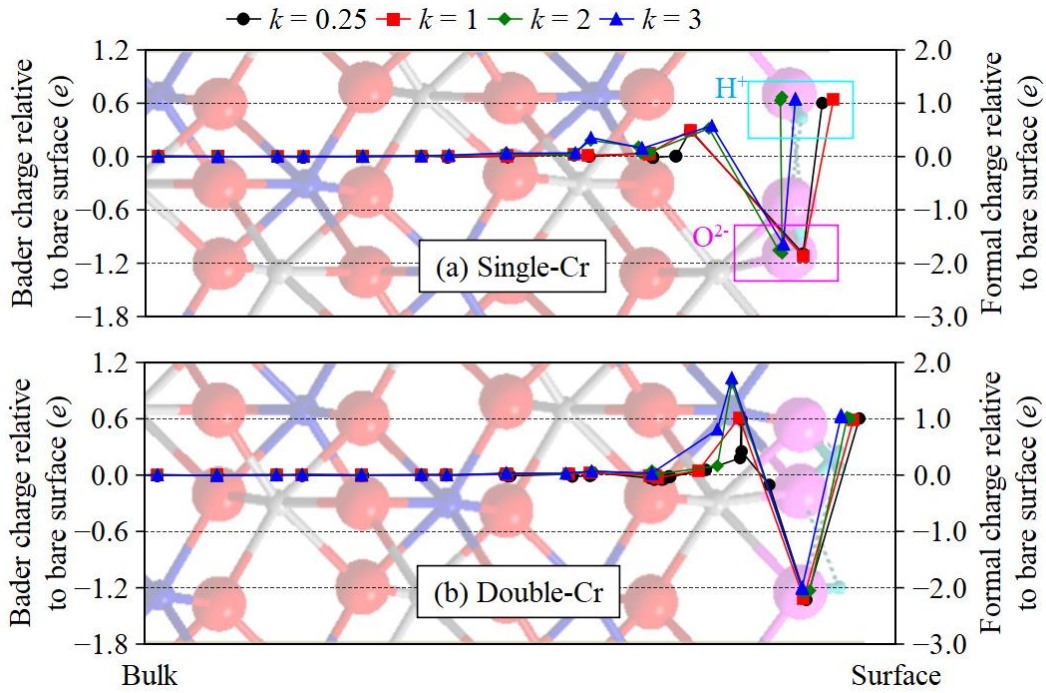 k = 0.25 k = 1 k = 2 k = 3
Bader charge relative
to bare surface (e)
1.2
0.6
0.0
−0.6
−1.2
−1.8
H+
O2-
(a) Single-Cr
2.0
1.0
0.0
−1.0
−2.0
−3.0
Formal charge relative
to bare surface (e)
Bader charge relative
to bare surface (e)
1.2
0.6
0.0
−0.6
−1.2
−1.8
(b) Double-Cr
2.0
1.0
0.0
−1.0
−2.0
−3.0
Formal charge relative
to bare surface (e)
Bulk Surface